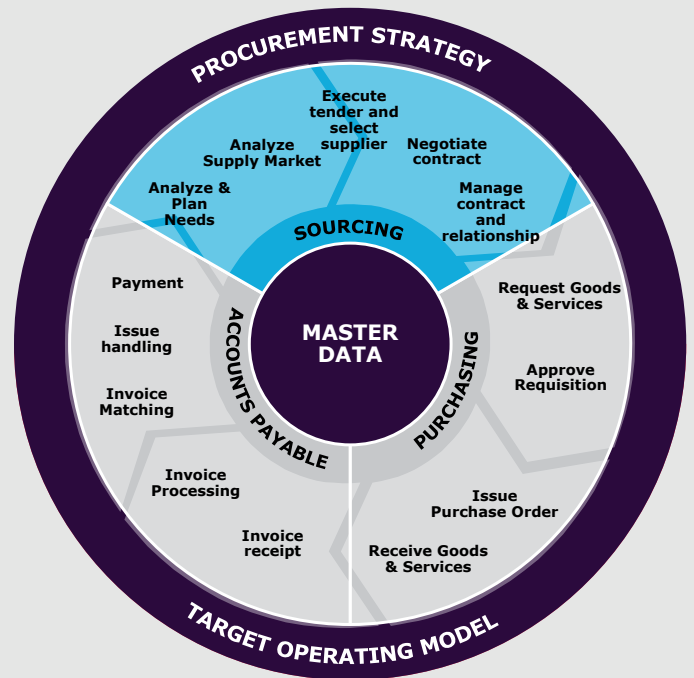 PROCUREMENT STRATEGY
Analyze &
Plan
Needs
Analyze
Supply Market
Execute
tender and
select
supplier
Negotiate
contract
Manage
contract
and
relationship
SOURCING
Request Goods
& Services
Approve
Requisition
Issue
Purchase Order
Receive Goods
& Services
PURCHASING
Invoice
receipt
Invoice
Processing
Invoice
Matching
Issue
handling
Payment
ACCOUNTS PAYABLE
MASTER
DATA
TARGET OPERATING MODEL